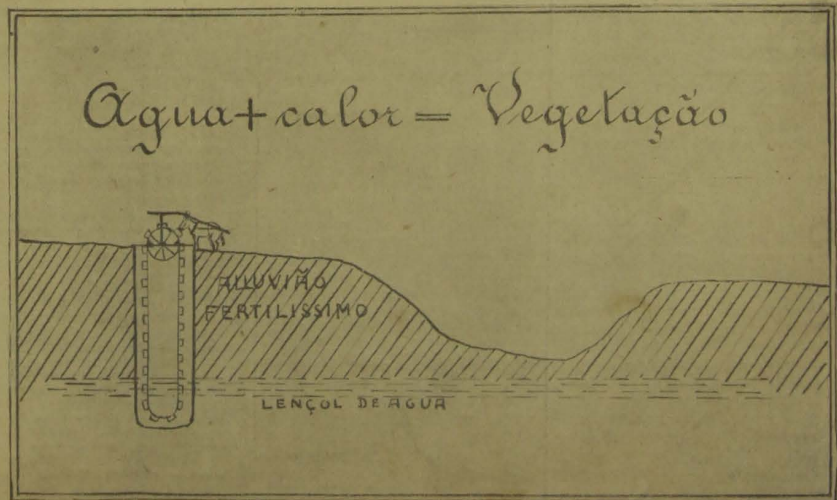 Agua + calor = Vegetação
ALLUVIÃO
FERTILISSIMO
LENÇOL DE AGUA